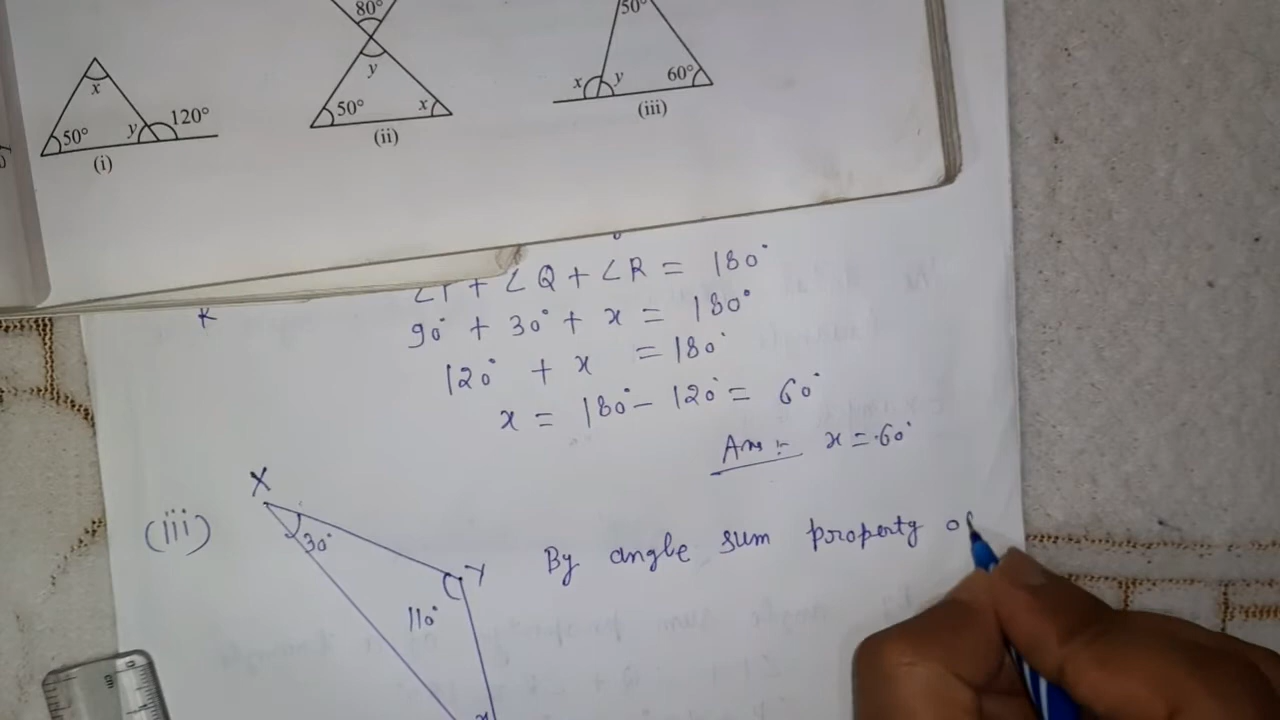 80°
50°
x
y
y
50°
x
60°
x
50°
y
120°
(i)
(ii)
(iii)
∠P + ∠Q + ∠R = 180°
90° + 30° + x = 180°
120° + x = 180°
x = 180° - 120° = 60°
Ans :- x = 60°
K
X
(iii)
30°
Y
110°
x
By angle sum property of
cm